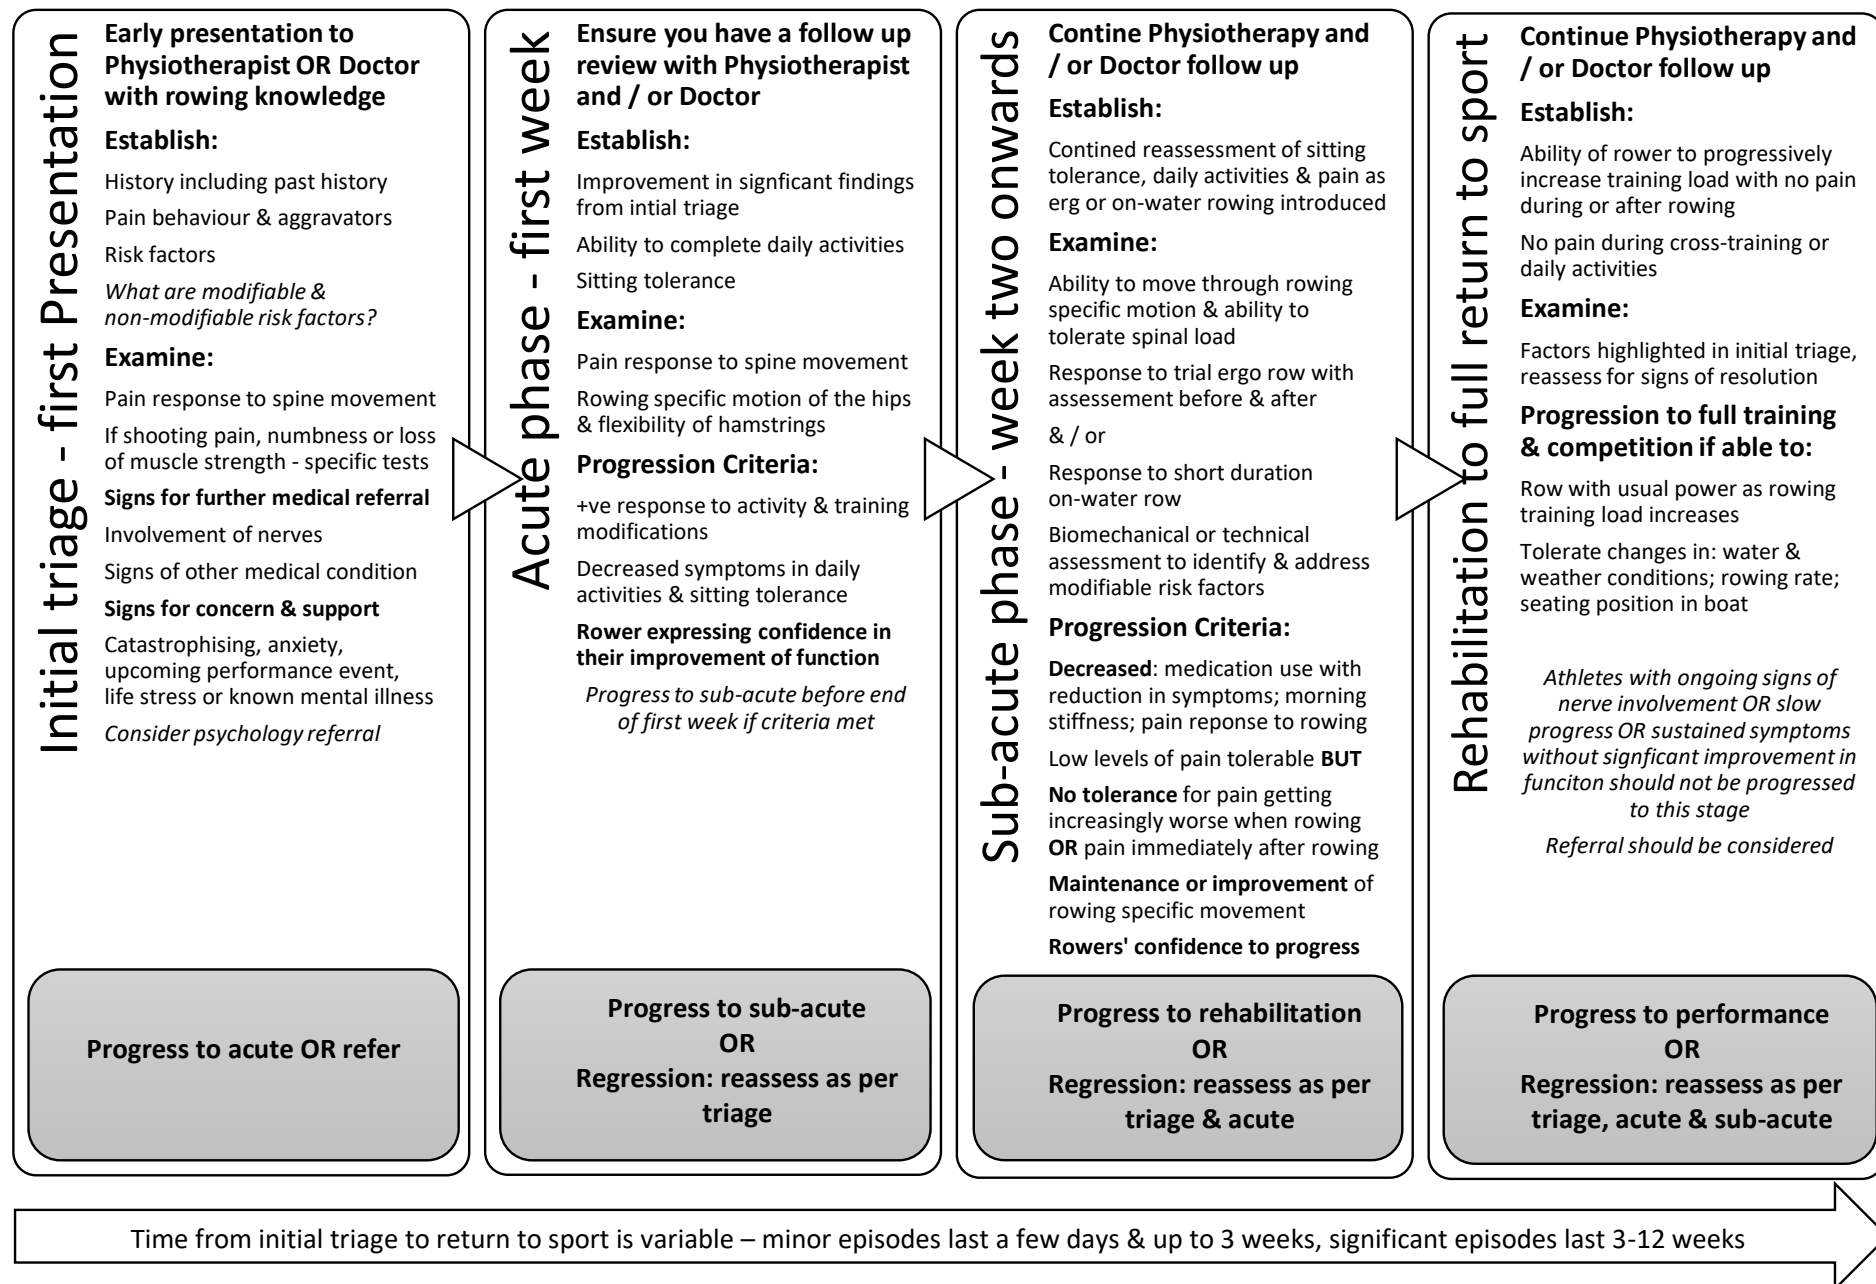 Initial triage - first Presentation
Early presentation to
Physiotherapist OR Doctor
with rowing knowledge
Establish:
History including past history
Pain behaviour & aggravators
Risk factors
What are modifiable &
non-modifiable risk factors?
Examine:
Pain response to spine movement
If shooting pain, numbness or loss
of muscle strength - specific tests
Signs for further medical referral
Involvement of nerves
Signs of other medical condition
Signs for concern & support
Catastrophising, anxiety,
upcoming performance event,
life stress or known mental illness
Consider psychology referral
Progress to acute OR refer
Acute phase - first week
Ensure you have a follow up
review with Physiotherapist
and / or Doctor
Establish:
Improvement in signficant findings
from intial triage
Ability to complete daily activities
Sitting tolerance
Examine:
Pain response to spine movement
Rowing specific motion of the hips
& flexibility of hamstrings
Progression Criteria:
+ve response to activity & training
modifications
Decreased symptoms in daily
activities & sitting tolerance
Rower expressing confidence in
their improvement of function
Progress to sub-acute before end
of first week if criteria met
Progress to sub-acute
OR
Regression: reassess as per
triage
Sub-acute phase - week two onwards
Contine Physiotherapy and
/ or Doctor follow up
Establish:
Contined reassessment of sitting
tolerance, daily activities & pain as
erg or on-water rowing introduced
Examine:
Ability to move through rowing
specific motion & ability to
tolerate spinal load
Response to trial ergo row with
assessement before & after
& / or
Response to short duration
on-water row
Biomechanical or technical
assessment to identify & address
modifiable risk factors
Progression Criteria:
Decreased: medication use with
reduction in symptoms; morning
stiffness; pain reponse to rowing
Low levels of pain tolerable BUT
No tolerance for pain getting
increasingly worse when rowing
OR pain immediately after rowing
Maintenance or improvement of
rowing specific movement
Rowers' confidence to progress
Progress to rehabilitation
OR
Regression: reassess as per
triage & acute
Rehabilitation to full return to sport
Continue Physiotherapy and
/ or Doctor follow up
Establish:
Ability of rower to progressively
increase training load with no pain
during or after rowing
No pain during cross-training or
daily activities
Examine:
Factors highlighted in initial triage,
reassess for signs of resolution
Progression to full training
& competition if able to:
Row with usual power as rowing
training load increases
Tolerate changes in: water &
weather conditions; rowing rate;
seating position in boat
Athletes with ongoing signs of
nerve involvement OR slow
progress OR sustained symptoms
without signficant improvement in
funciton should not be progressed
to this stage
Referral should be considered
Progress to performance
OR
Regression: reassess as per
triage, acute & sub-acute
Time from initial triage to return to sport is variable – minor episodes last a few days & up to 3 weeks, significant episodes last 3-12 weeks